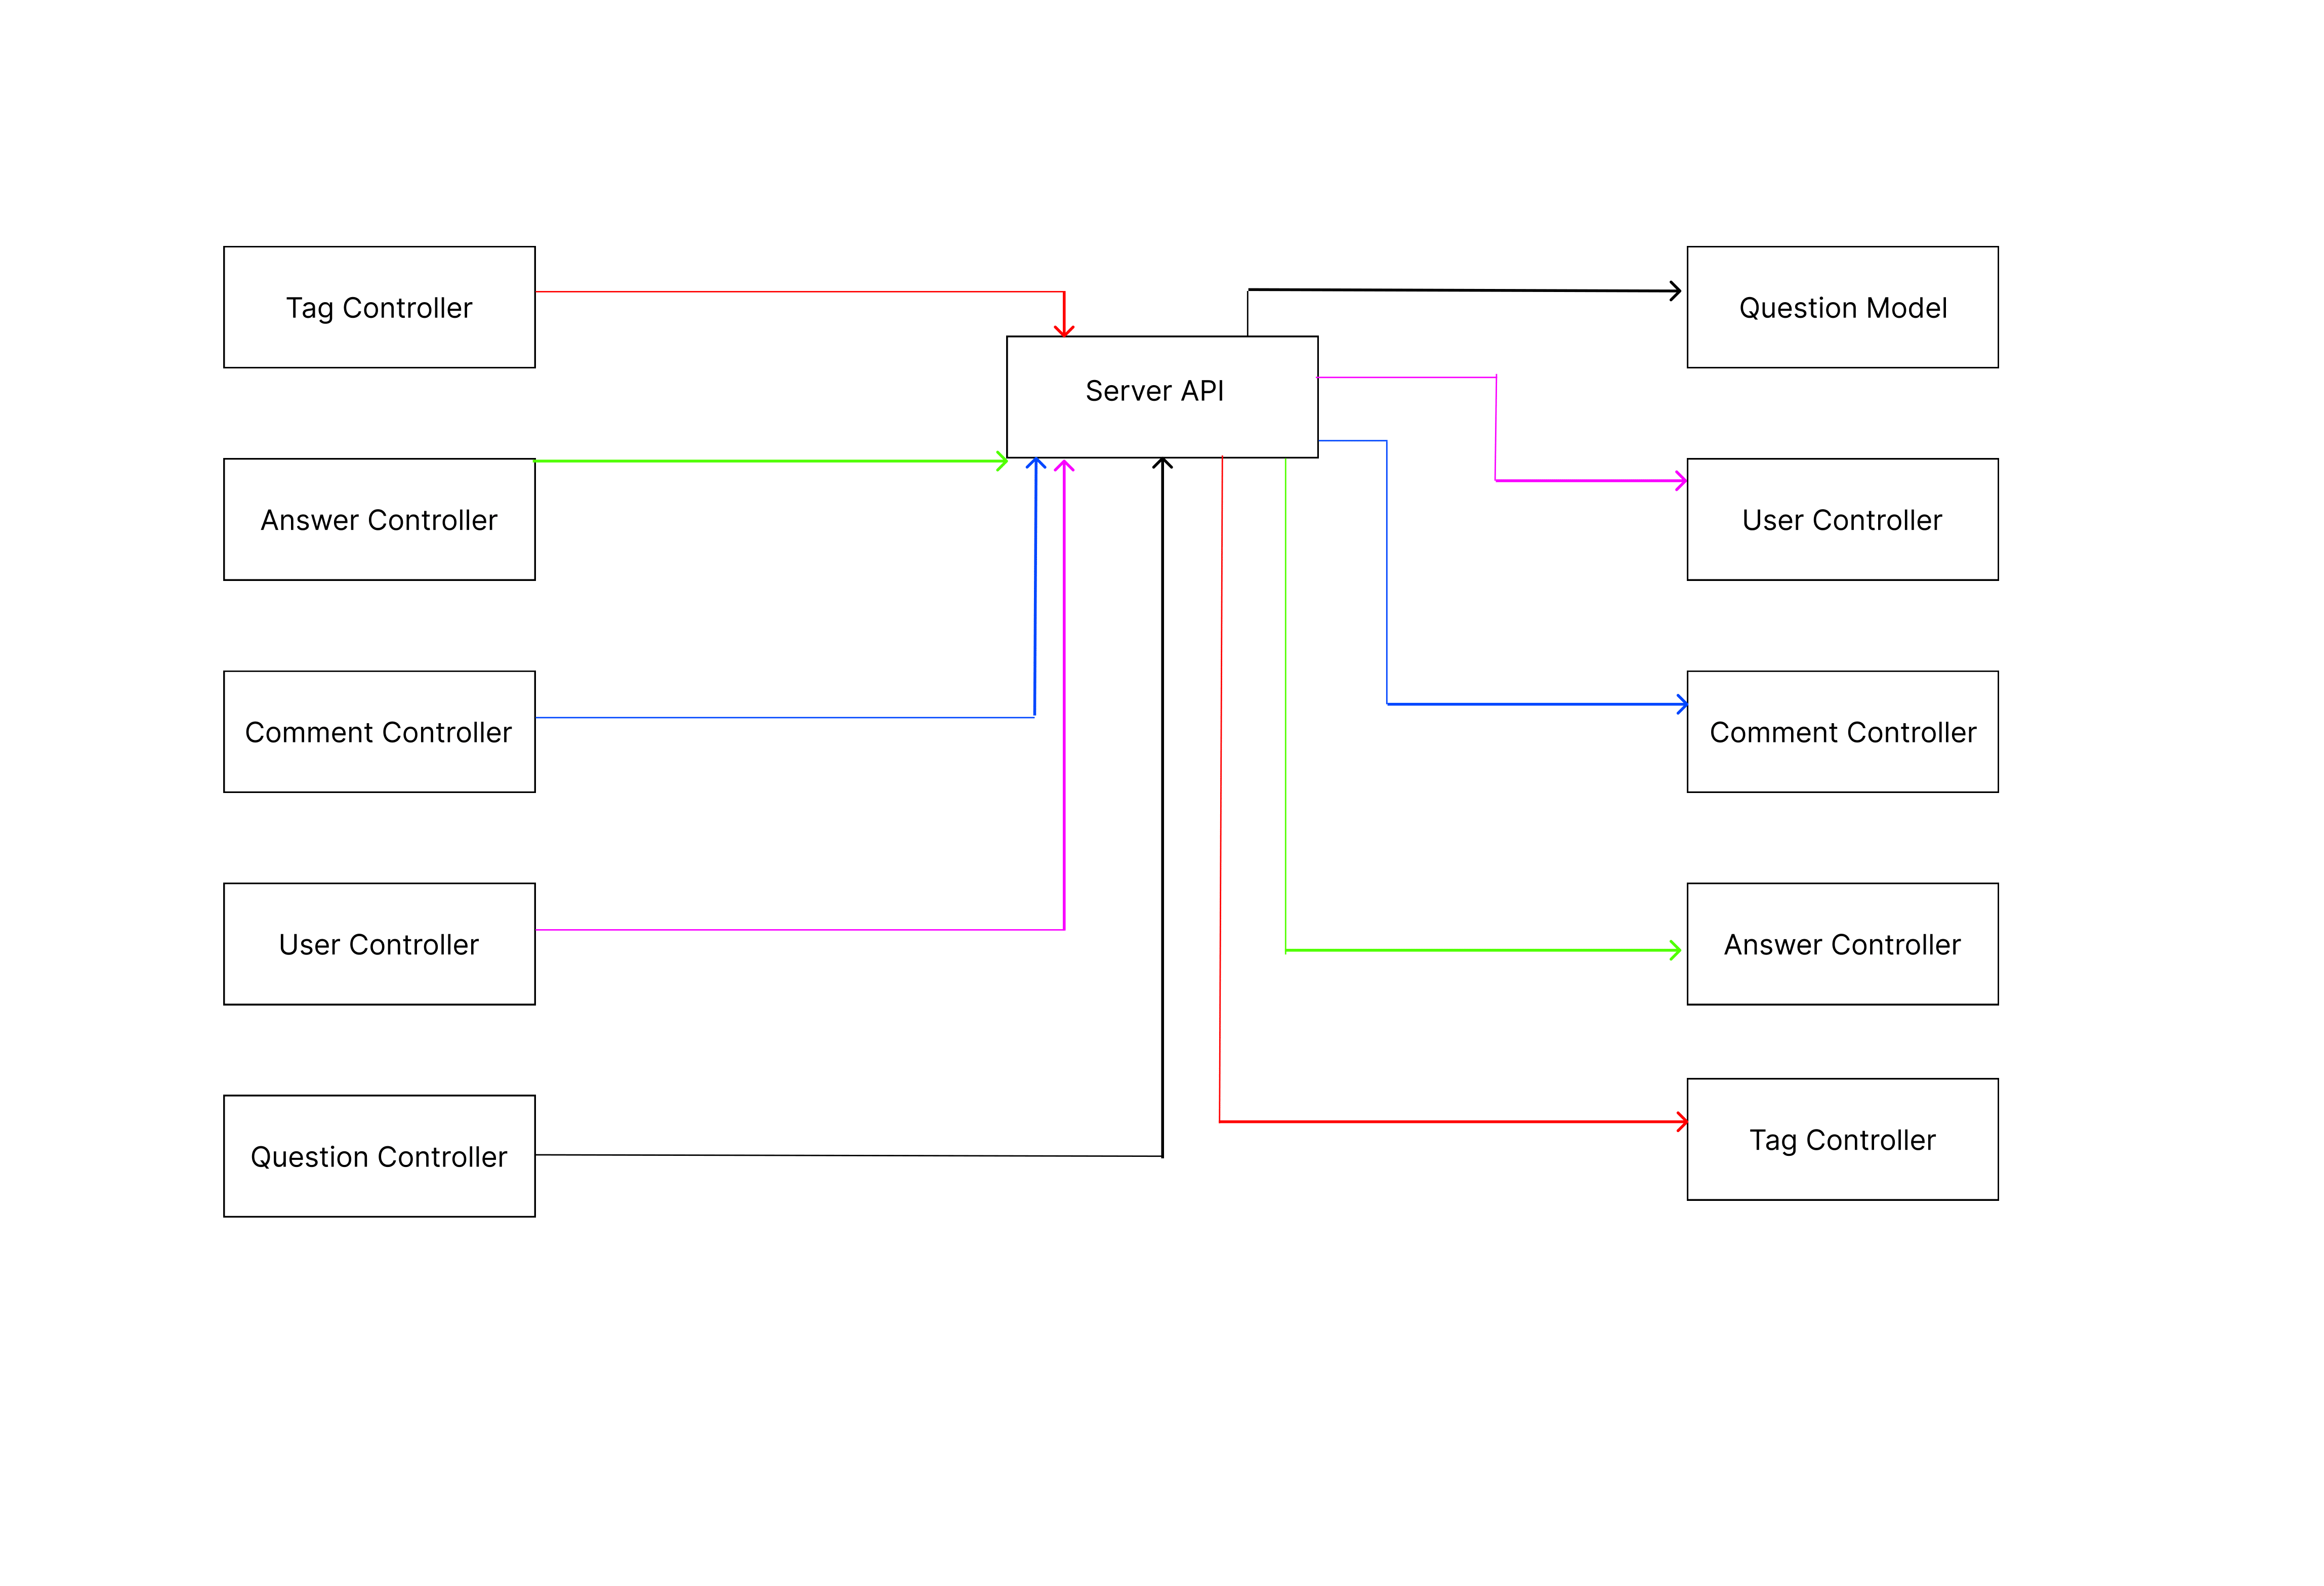 Tag Controller
Answer Controller
Comment Controller
User Controller
Question Controller
Server API
Question Model
User Controller
Comment Controller
Answer Controller
Tag Controller